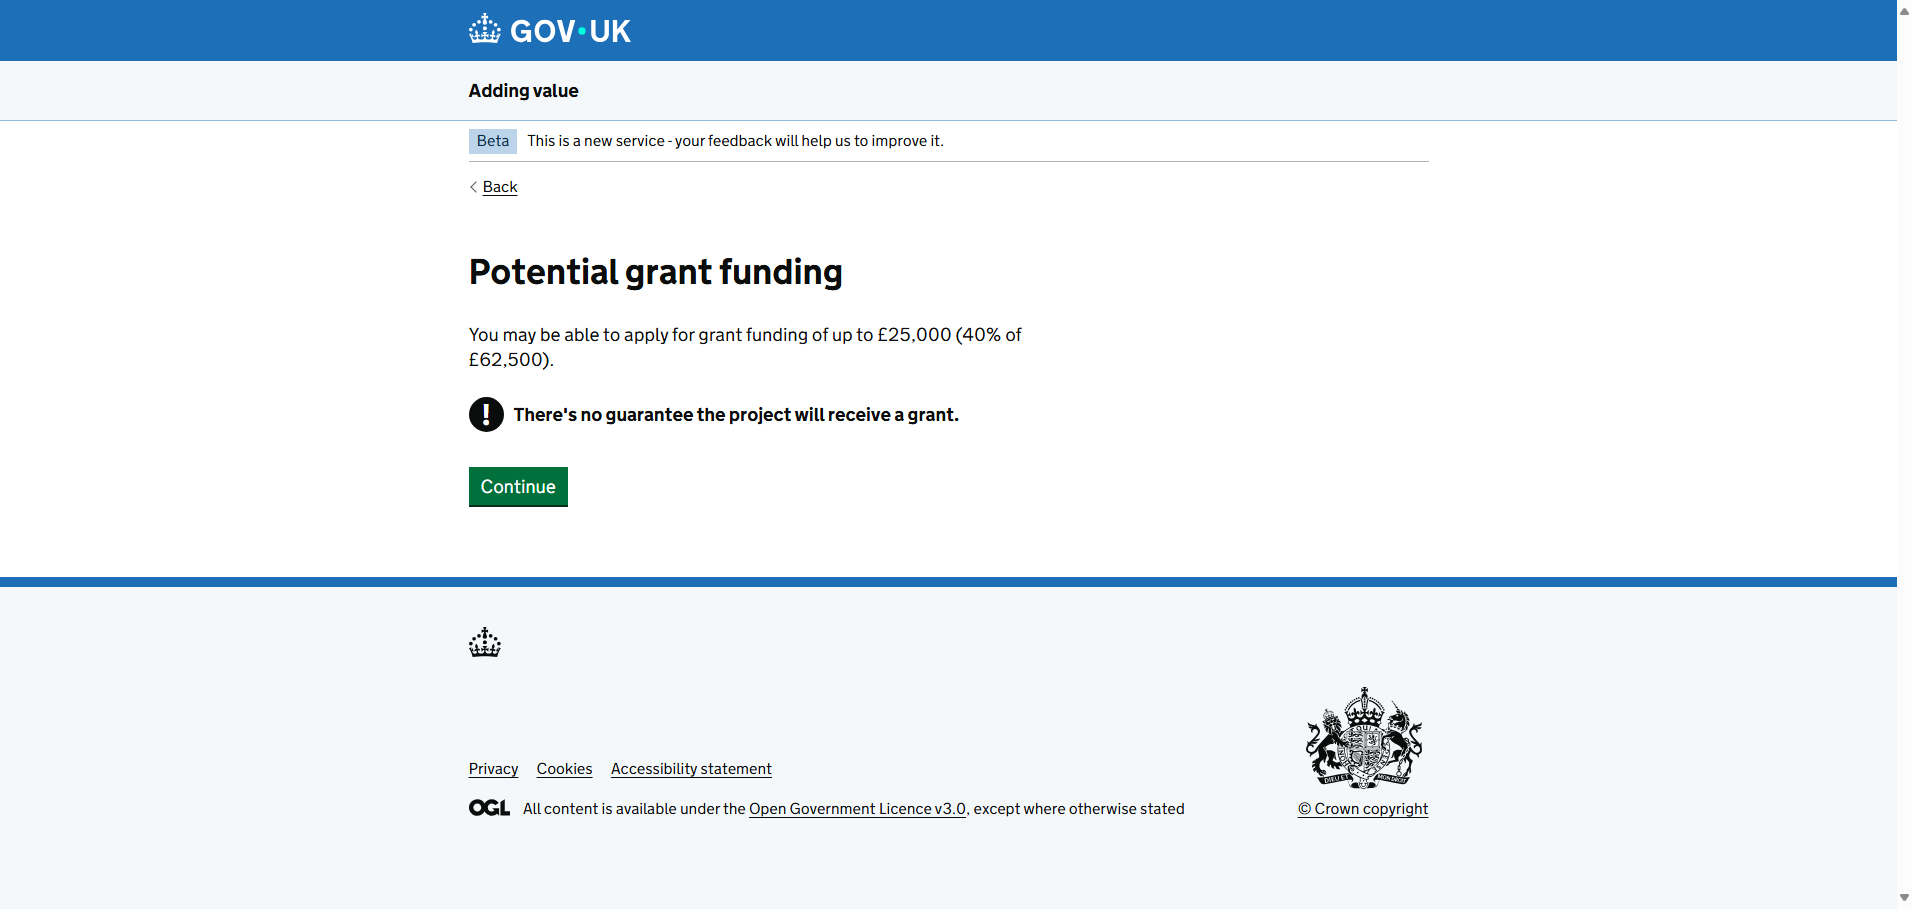 GOV·UK
Adding value
Beta This is a new service - your feedback will help us to improve it.
Back
Potential grant funding
You may be able to apply for grant funding of up to £25,000 (40% of
£62,500).
! There's no guarantee the project will receive a grant.
Continue
Privacy Cookies Accessibility statement
OGL All content is available under the Open Government Licence v3.0, except where otherwise stated
© Crown copyright